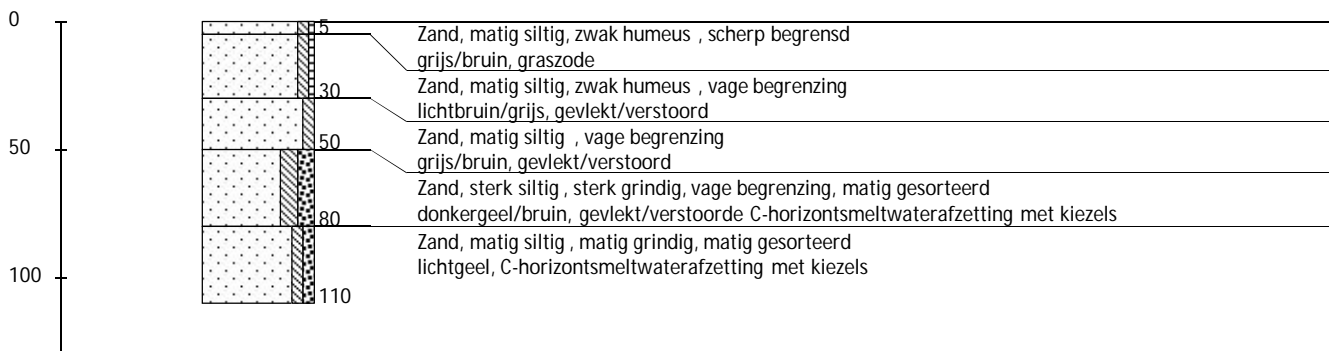 0
5
Zand, matig siltig, zwak humeus , scherp begrensd
grijs/bruin, graszode
30
Zand, matig siltig, zwak humeus , vage begrenzing
lichtbruin/grijs, gevlekt/verstoord
50
50
Zand, matig siltig , vage begrenzing
grijs/bruin, gevlekt/verstoord
Zand, sterk siltig , sterk grindig, vage begrenzing, matig gesorteerd
80
donkergeel/bruin, gevlekt/verstoorde C-horizontsmeltwaterafzetting met kiezels
Zand, matig siltig , matig grindig, matig gesorteerd
100
lichtgeel, C-horizontsmeltwaterafzetting met kiezels
110